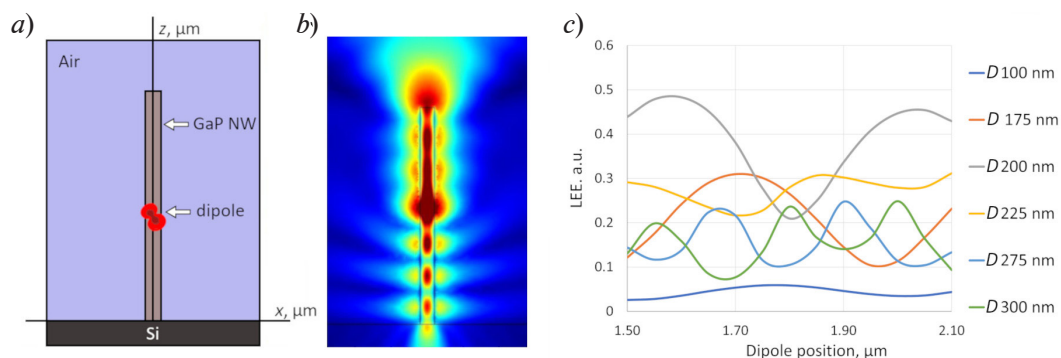 a)
z, µm
Air
GaP NW
dipole
x, µm
Si
b)
c)
0.6
0.5
0.4
0.3
0.2
0.1
0
LEE. a.u.
1.50
1.70
1.90
2.10
Dipole position, µm
D 100 nm
D 175 nm
D 200 nm
D 225 nm
D 275 nm
D 300 nm